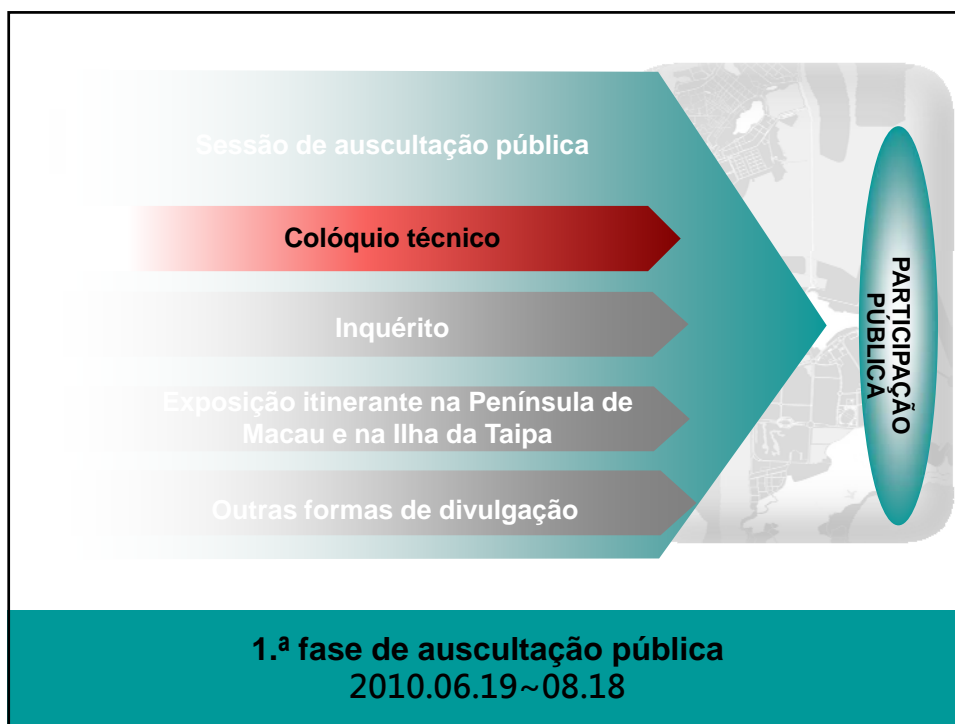 Sessão de auscultação pública
Colóquio técnico
Inquérito
Exposição itinerante na Península de
Macau e na Ilha da Taipa
Outras formas de divulgação
PARTICIPAÇÃO
PÚBLICA
1.ª fase de auscultação pública
2010.06.19~08.18